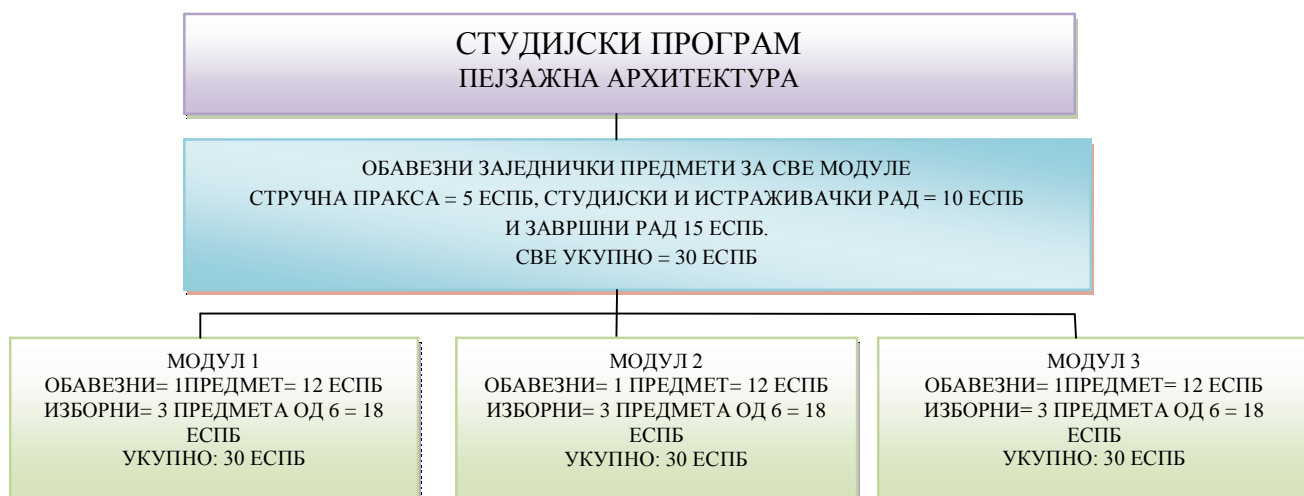 СТУДИЈСКИ ПРОГРАМ
ПЕЈЗАЖНА АРХИТЕКТУРА
ОБАВЕЗНИ ЗАЈЕДНИЧКИ ПРЕДМЕТИ ЗА СВЕ МОДУЛЕ
СТРУЧНА ПРАКСА = 5 ЕСПБ, СТУДИЈСКИ И ИСТРАЖИВАЧКИ РАД = 10 ЕСПБ
И ЗАВРШНИ РАД 15 ЕСПБ.
СВЕ УКУПНО = 30 ЕСПБ
МОДУЛ 1
ОБАВЕЗНИ= 1ПРЕДМЕТ= 12 ЕСПБ
ИЗБОРНИ= 3 ПРЕДМЕТА ОД 6 = 18
ЕСПБ
УКУПНО: 30 ЕСПБ
МОДУЛ 2
ОБАВЕЗНИ= 1 ПРЕДМЕТ= 12 ЕСПБ
ИЗБОРНИ= 3 ПРЕДМЕТА ОД 6 = 18
ЕСПБ
УКУПНО: 30 ЕСПБ
МОДУЛ 3
ОБАВЕЗНИ= 1ПРЕДМЕТ= 12 ЕСПБ
ИЗБОРНИ= 3 ПРЕДМЕТА ОД 6 = 18
ЕСПБ
УКУПНО: 30 ЕСПБ